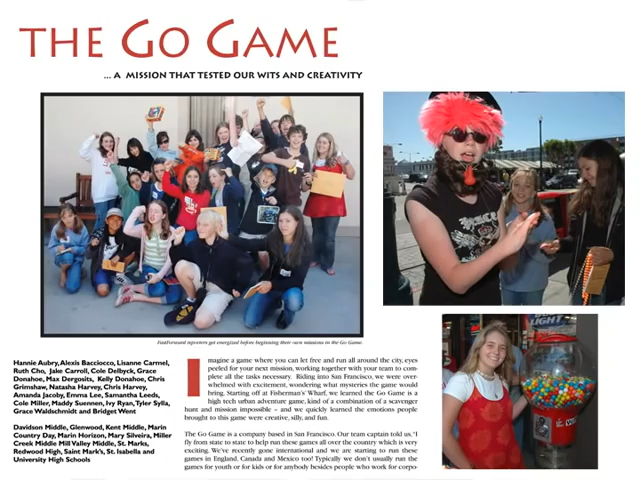 THE GO GAME
... A MISSION THAT TESTED OUR WITS AND CREATIVITY
FastForward reporters get energized before beginning their own missions in the Go Game.
Hannie Aubry, Alexis Bacciocco, Lisanne Carmel,
Ruth Cho, Jake Carroll, Cole Delbyck, Grace
Donahoe, Max Dergosits, Kelly Donahoe, Chris
Grimshaw, Natasha Harvey, Chris Harvey,
Amanda Jacoby, Emma Lee, Samantha Leeds,
Cole Miller, Maddy Suennen, Ivy Ryan, Tyler Sylla,
Grace Waldschmidt and Bridget Went
Davidson Middle, Glenwood, Kent Middle, Marin
Country Day, Marin Horizon, Mary Silveira, Miller
Creek Middle Mill Valley Middle, St. Marks,
Redwood High, Saint Mark's, St. Isabella and
University High Schools
Imagine a game where you can let free and run all around the city, eyes
peeled for your next mission, working together with your team to com-
plete all the tasks necessary. Riding into San Francisco, we were over-
whelmed with excitement, wondering what mysteries the game would
bring. Starting off at Fisherman's Wharf, we learned the Go Game is a
high tech urban adventure game, kind of a combination of a scavenger
hunt and mission impossible – and we quickly learned the emotions people
brought to this game were creative, silly, and fun.
The Go Game is a company based in San Francisco. Our team captain told us, "I
fly from state to state to help run these games all over the country which is very
exciting. We've recently gone international and we are starting to run these
games in England, Canada and Mexico too! Typically we don't usually run the
games for youth or for kids or for anybody besides people who work for corpo-
LIGHT